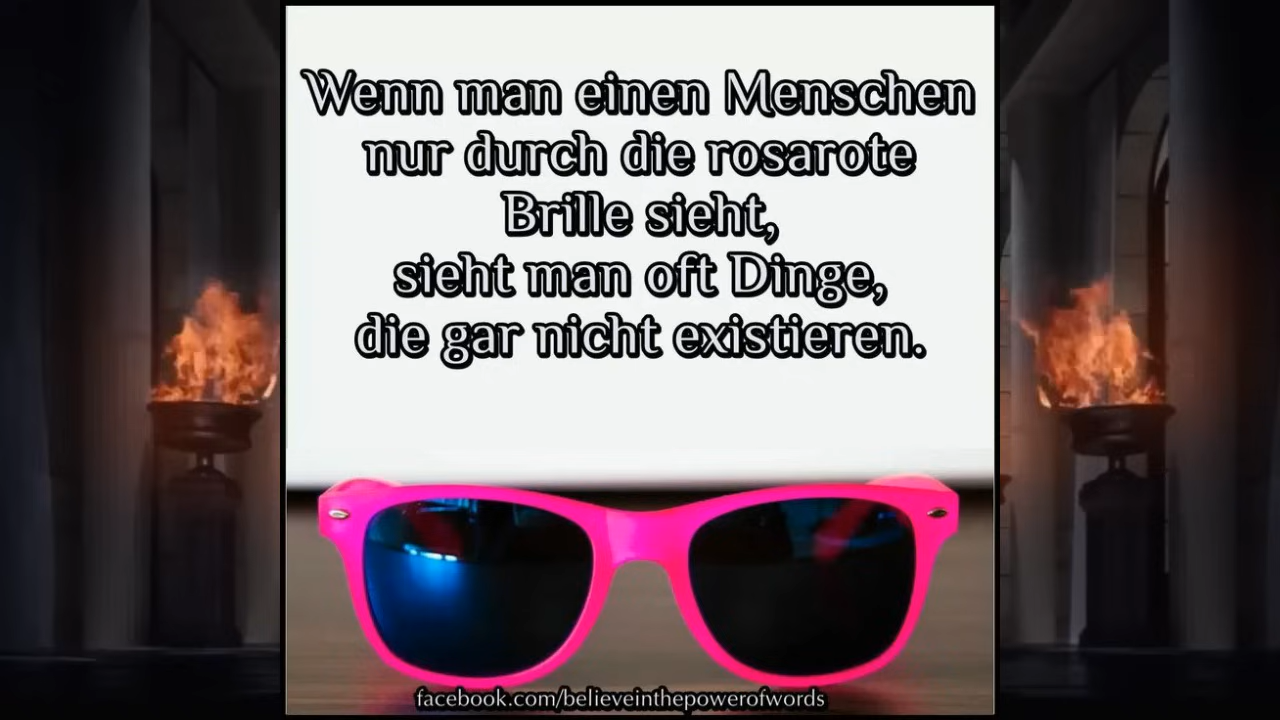 Wenn man einen Menschen
nur durch die rosarote
Brille sieht,
sieht man oft Dinge,
die gar nicht existieren.
facebook.com/believeinthepowerofwords